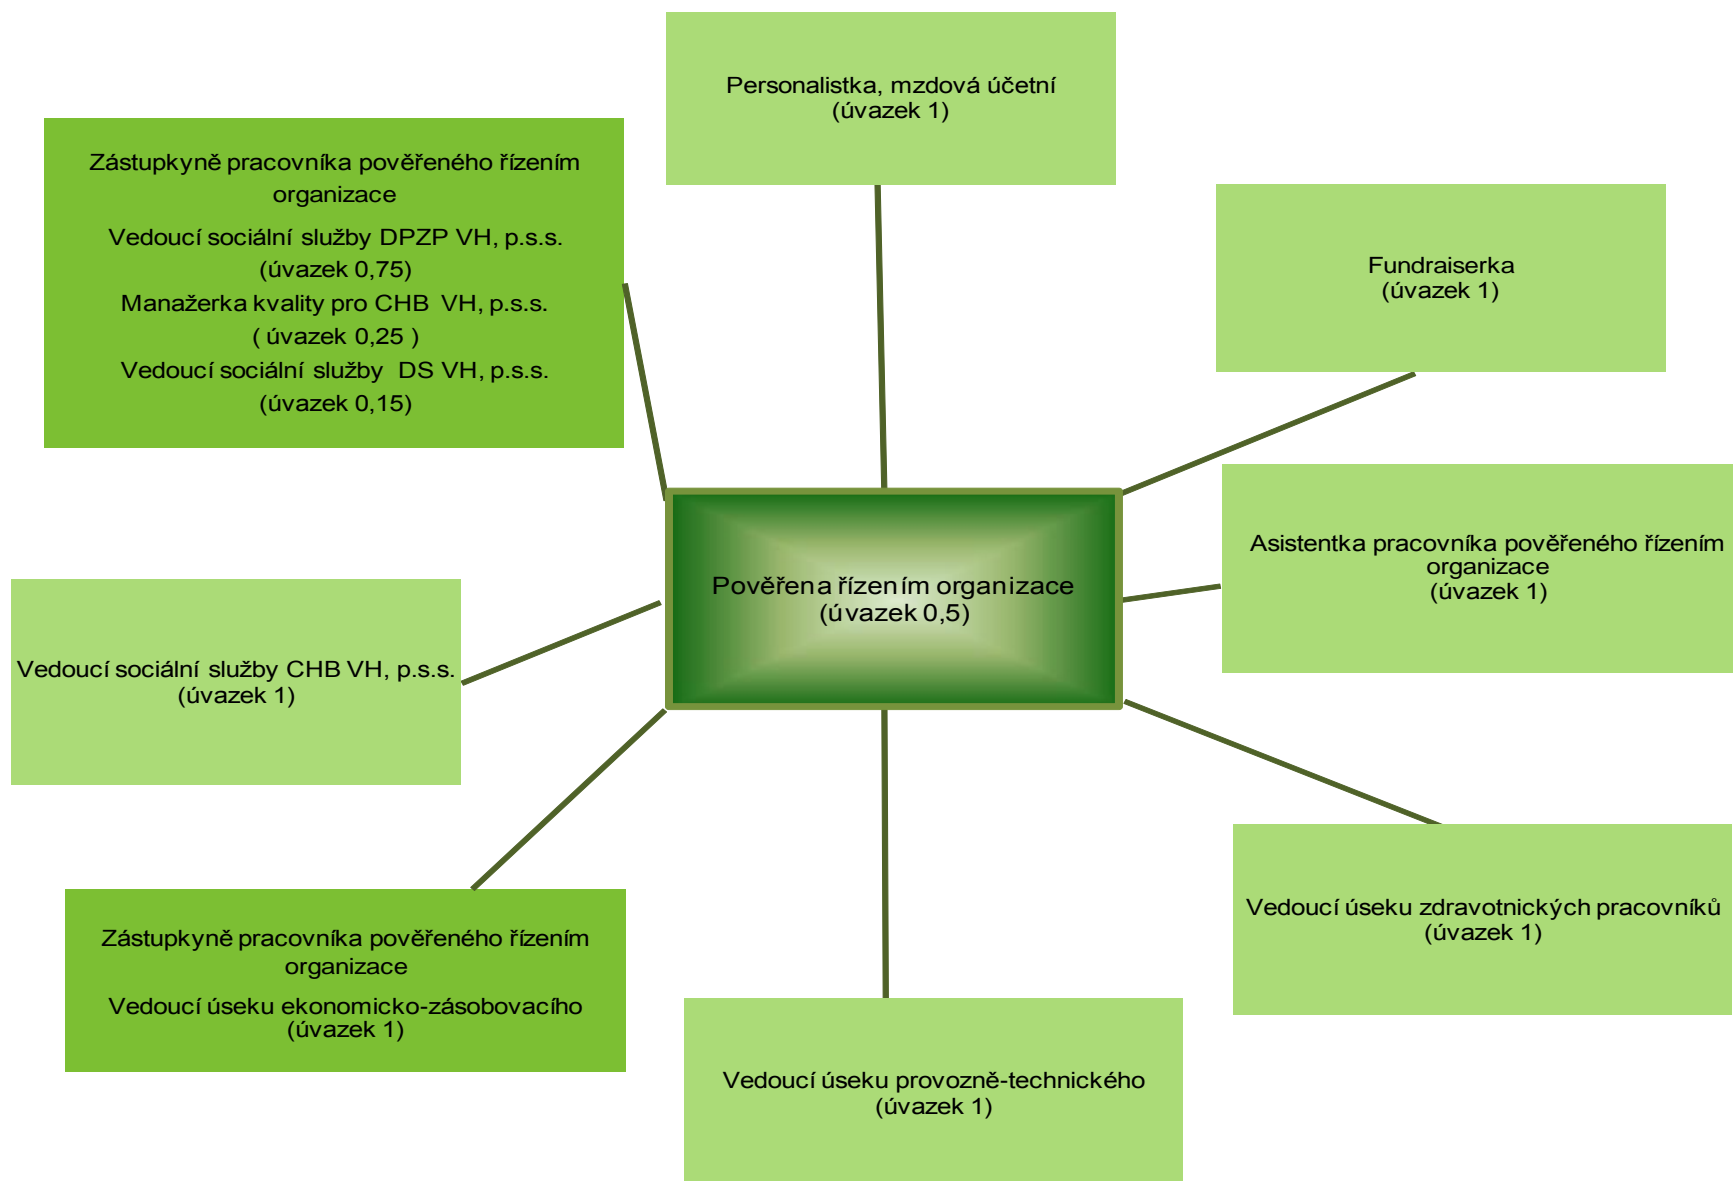 Personalistka, mzdová účetní
(úvazek 1)
Zástupkyně pracovníka pověřeného řízením
organizace
Vedoucí sociální služby DPZP VH, p.s.s.
(úvazek 0,75)
Manažerka kvality pro CHB VH, p.s.s.
( úvazek 0,25 )
Vedoucí sociální služby DS VH, p.s.s.
(úvazek 0,15)
Fundraiserka
(úvazek 1)
Asistentka pracovníka pověřeného řízením
organizace
(úvazek 1)
Pověřena řízením organizace
(úvazek 0,5)
Vedoucí sociální služby CHB VH, p.s.s.
(úvazek 1)
Vedoucí úseku zdravotnických pracovníků
(úvazek 1)
Zástupkyně pracovníka pověřeného řízením
organizace
Vedoucí úseku ekonomicko-zásobovacího
(úvazek 1)
Vedoucí úseku provozně-technického
(úvazek 1)